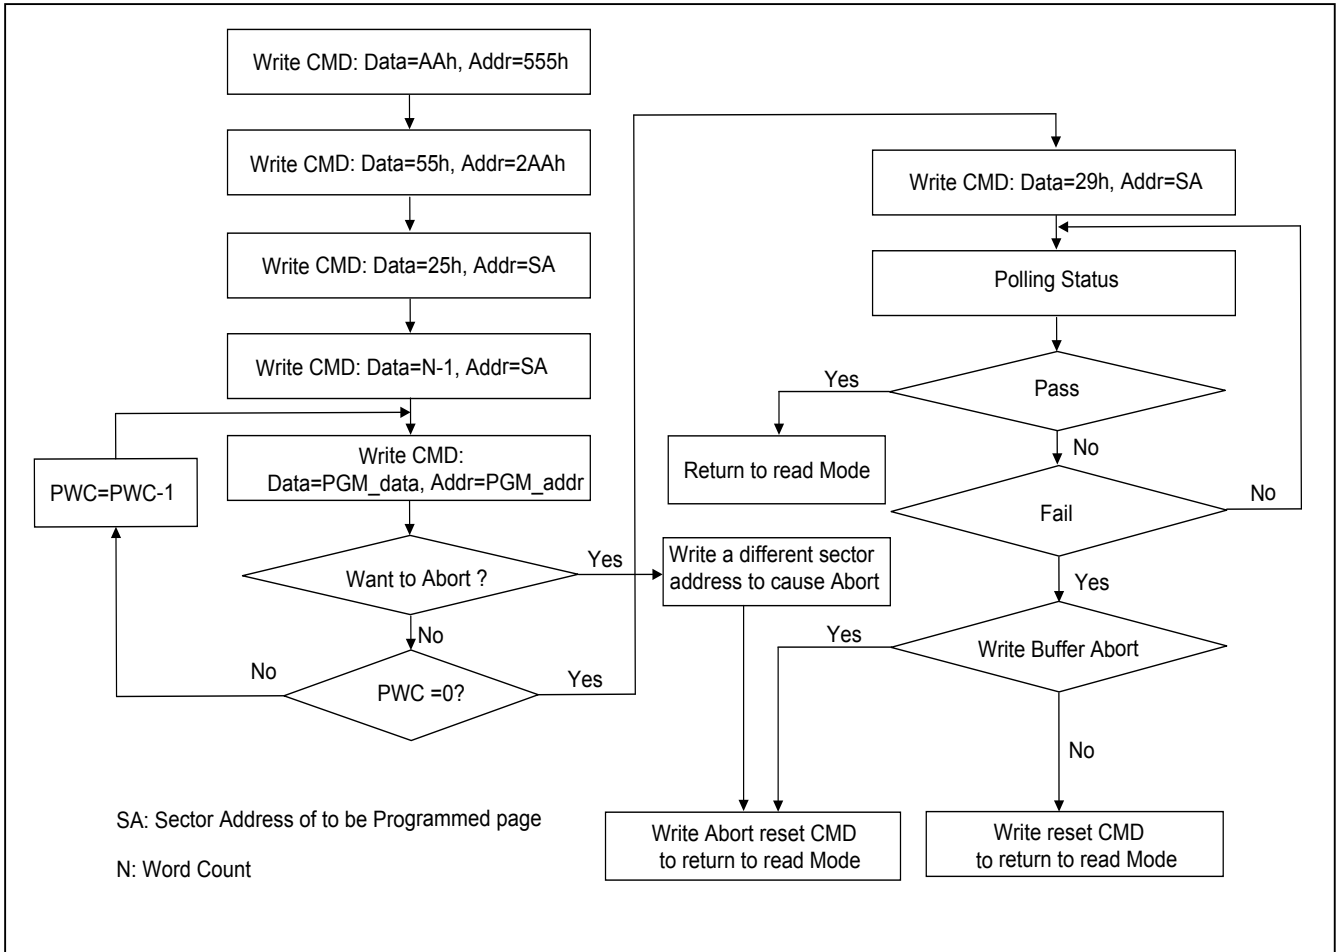 Write CMD: Data=AAh, Addr=555h
Write CMD: Data=55h, Addr=2AAh
Write CMD: Data=25h, Addr=SA
Write CMD: Data=N-1, Addr=SA
Write CMD:
Data=PGM_data, Addr=PGM_addr
PWC=PWC-1
Want to Abort ?
Yes
No
PWC =0?
No
Yes
Write a different sector
address to cause Abort
Write CMD: Data=29h, Addr=SA
Polling Status
Pass
Yes
No
Return to read Mode
Fail
No
Yes
Write Buffer Abort
Yes
No
Write Abort reset CMD
to return to read Mode
Write reset CMD
to return to read Mode
SA: Sector Address of to be Programmed page
N: Word Count